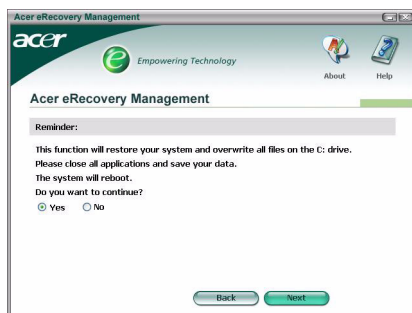 Acer eRecovery Management
acer
e
Empowering Technology
About
Help
Acer eRecovery Management
Reminder:
This function will restore your system and overwrite all files on the C: drive.
Please close all applications and save your data.
The system will reboot.
Do you want to continue?
Yes No
Back Next